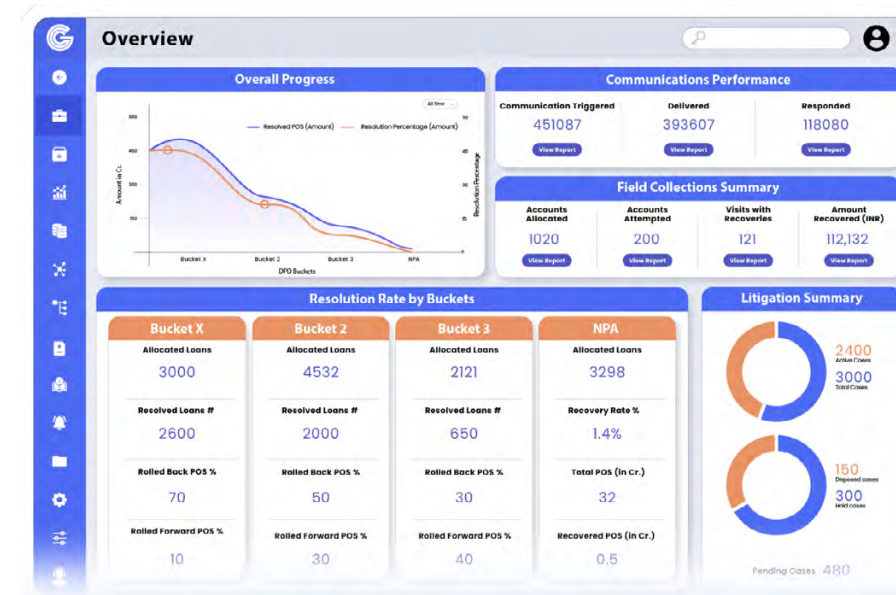 G
Overview
Overall Progress
All Time
Resolved POS (Amount)
Resolution Percentage (Amount)
Amount in Cr.
600
450
300
150
45
30
15
0
Resolution Percentage
Bucket X
Bucket 2
Bucket 3
NPA
DPD Buckets
Communications Performance
Communication Triggered
Delivered
Responded
451087
393607
118080
View Report
View Report
View Report
Field Collections Summary
Accounts Allocated
Accounts Attempted
Visits with Recoveries
Amount Recovered (INR)
1020
200
121
112,132
View Report
View Report
View Report
View Report
Resolution Rate by Buckets
Bucket X
Allocated Loans
3000
Resolved Loans #
2600
Rolled Back POS %
70
Rolled Forward POS %
10
Bucket 2
Allocated Loans
4532
Resolved Loans #
2000
Rolled Back POS %
50
Rolled Forward POS %
30
Bucket 3
Allocated Loans
2121
Resolved Loans #
650
Rolled Back POS %
30
Rolled Forward POS %
40
NPA
Allocated Loans
3298
Recovery Rate %
1.4%
Total POS (in Cr.)
32
Recovered POS (in Cr.)
0.5
Litigation Summary
2400
Active Cases
3000
Total Cases
150
Disposed cases
300
Hold cases
Pending Cases 480